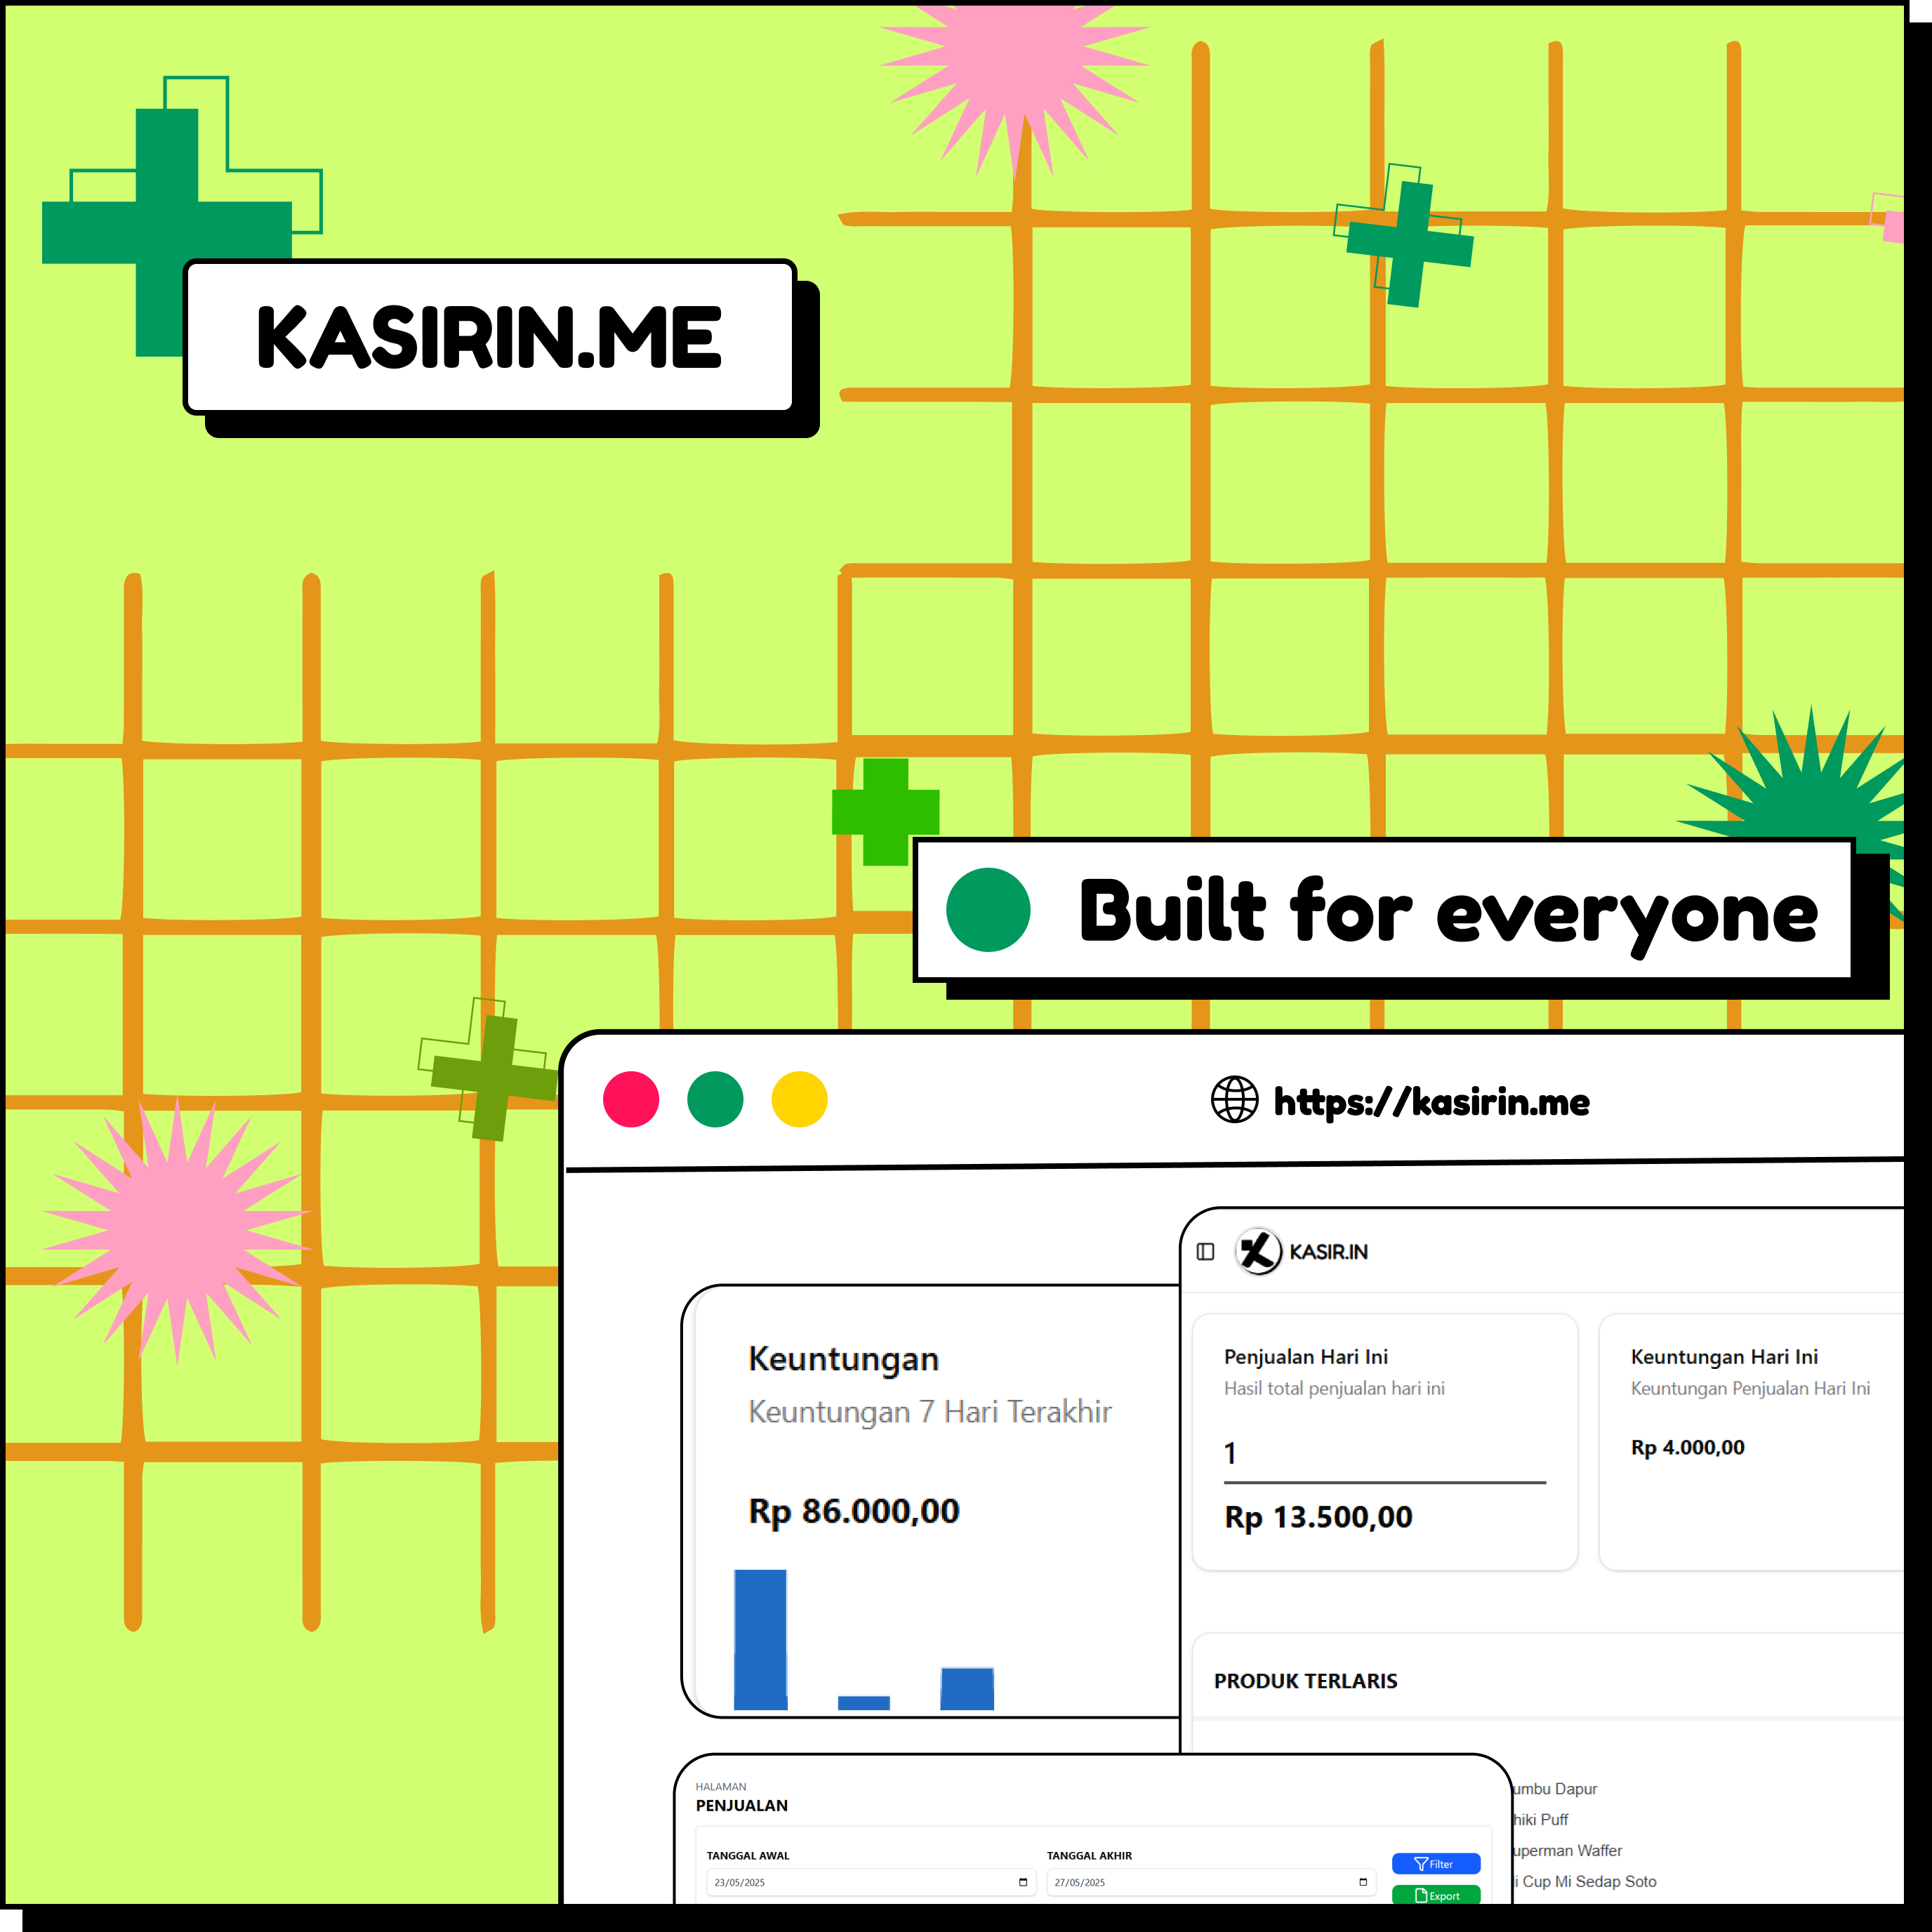 KASIRIN.ME
Built for everyone
https://kasirin.me
KASIR.IN
Keuntungan
Keuntungan 7 Hari Terakhir
Rp 86.000,00
Penjualan Hari Ini
Hasil total penjualan hari ini
1
Rp 13.500,00
Keuntungan Hari Ini
Keuntungan Penjualan Hari Ini
Rp 4.000,00
PRODUK TERLARIS
umbu Dapur
hiki Puff
uperman Waffer
i Cup Mi Sedap Soto
HALAMAN
PENJUALAN
TANGGAL AWAL
23/05/2025
TANGGAL AKHIR
27/05/2025
Filter
Export